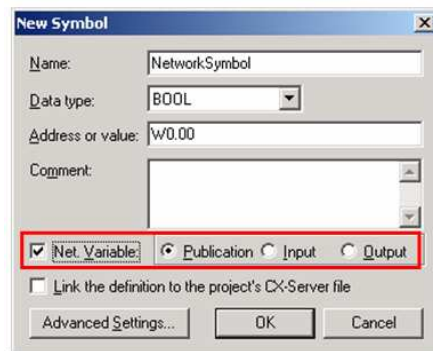 New Symbol
Name: NetworkSymbol
Data type: BOOL
Address or value: W0.00
Comment:
Net. Variable: Publication Input Output
Link the definition to the project's CX-Server file
Advanced Settings... OK Cancel